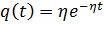 q(t) = ηe^{-ηt}